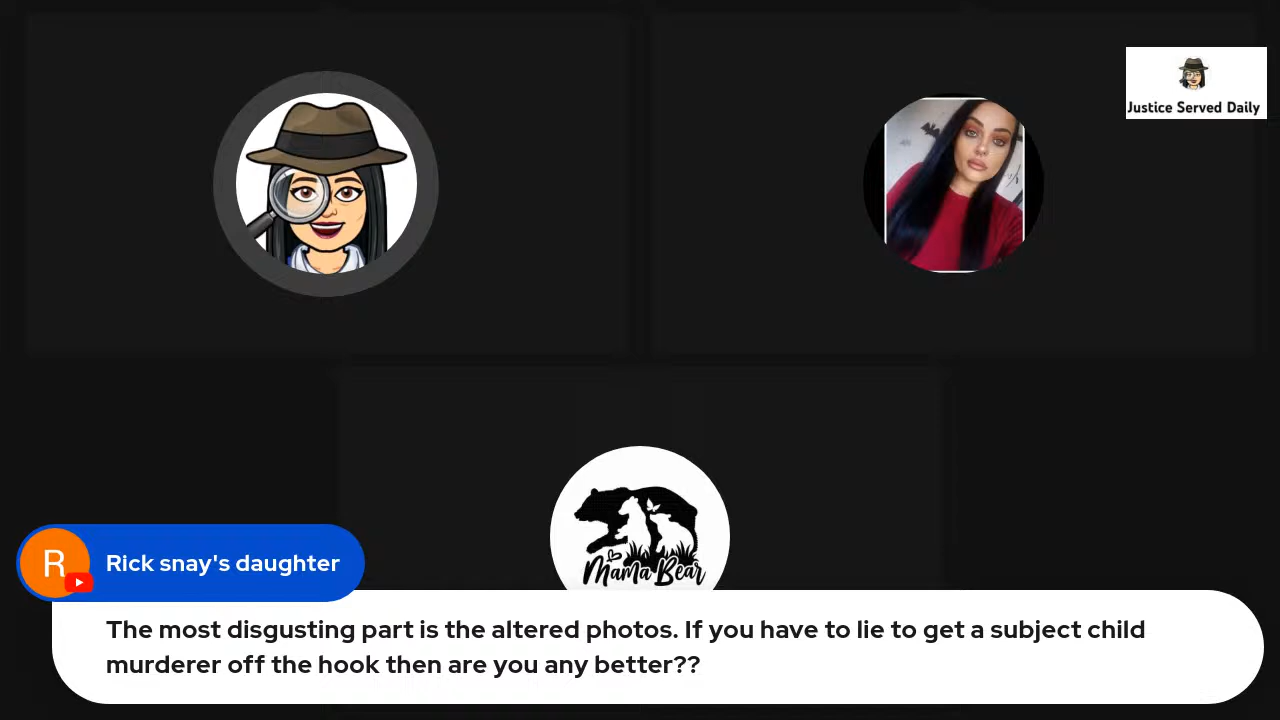 Justice Served Daily
Mama Bear
R
Rick snay's daughter
The most disgusting part is the altered photos. If you have to lie to get a subject child
murderer off the hook then are you any better??